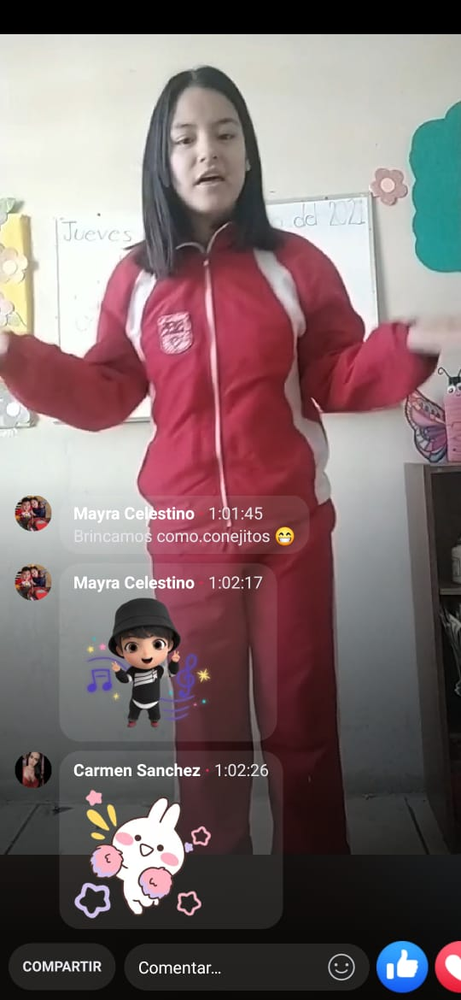 Jueves
del 2021
Mayra Celestino 1:01:45
Brincamos como.conejitos 😁
Mayra Celestino 1:02:17
Carmen Sanchez · 1:02:26
COMPARTIR
Comentar...